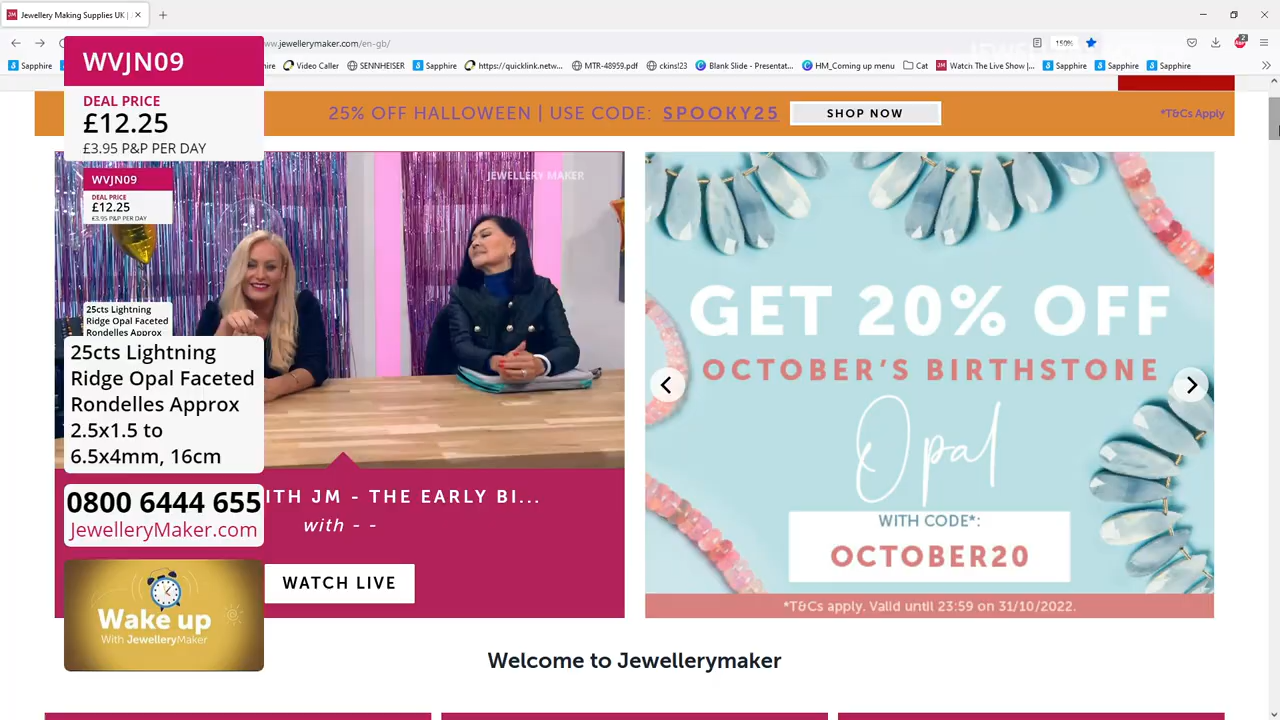 Jewellery Making Supplies UK |
ww.jewellerymaker.com/en-gb/
150%
2
Sapphire
Video Caller
SENNHEISER
Sapphire
https://quicklink.netw...
MTR-48959.pdf
ckins!23
Blank Slide - Presentat...
HM_Coming up menu
Cat
Watch The Live Show |...
Sapphire
Sapphire
Sapphire
WVJN09
DEAL PRICE
£12.25
£3.95 P&P PER DAY
25% OFF HALLOWEEN | USE CODE: SPOOKY25
SHOP NOW
*T&Cs Apply
WVJN09
DEAL PRICE
£12.25
£3.95 P&P PER DAY
JEWELLERY MAKER
25cts Lightning
Ridge Opal Faceted
Rondelles Approx
25cts Lightning
Ridge Opal Faceted
Rondelles Approx
2.5x1.5 to
6.5x4mm, 16cm
0800 6444 655
JewelleryMaker.com
ITH JM - THE EARLY BI...
with - -
WATCH LIVE
Wake up
With JewelleryMaker
GET 20% OFF
OCTOBER'S BIRTHSTONE
Opal
WITH CODE*:
OCTOBER20
*T&Cs apply. Valid until 23:59 on 31/10/2022.
Welcome to Jewellerymaker